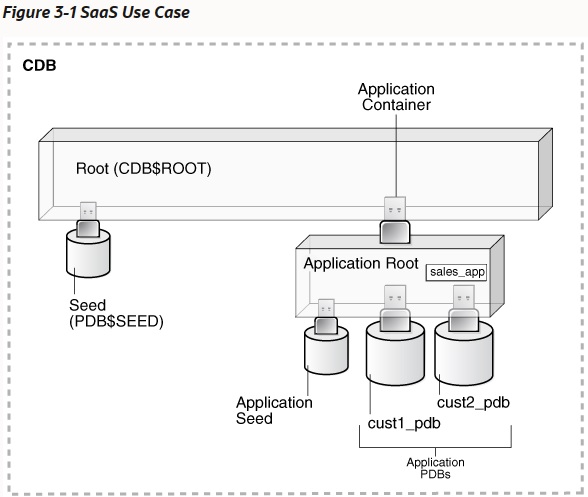 Figure 3-1 SaaS Use Case
CDB
Application
Container
Root (CDB$ROOT)
Application Root
sales_app
Seed
(PDB$SEED)
Application
Seed
cust1_pdb
cust2_pdb
Application
PDBs